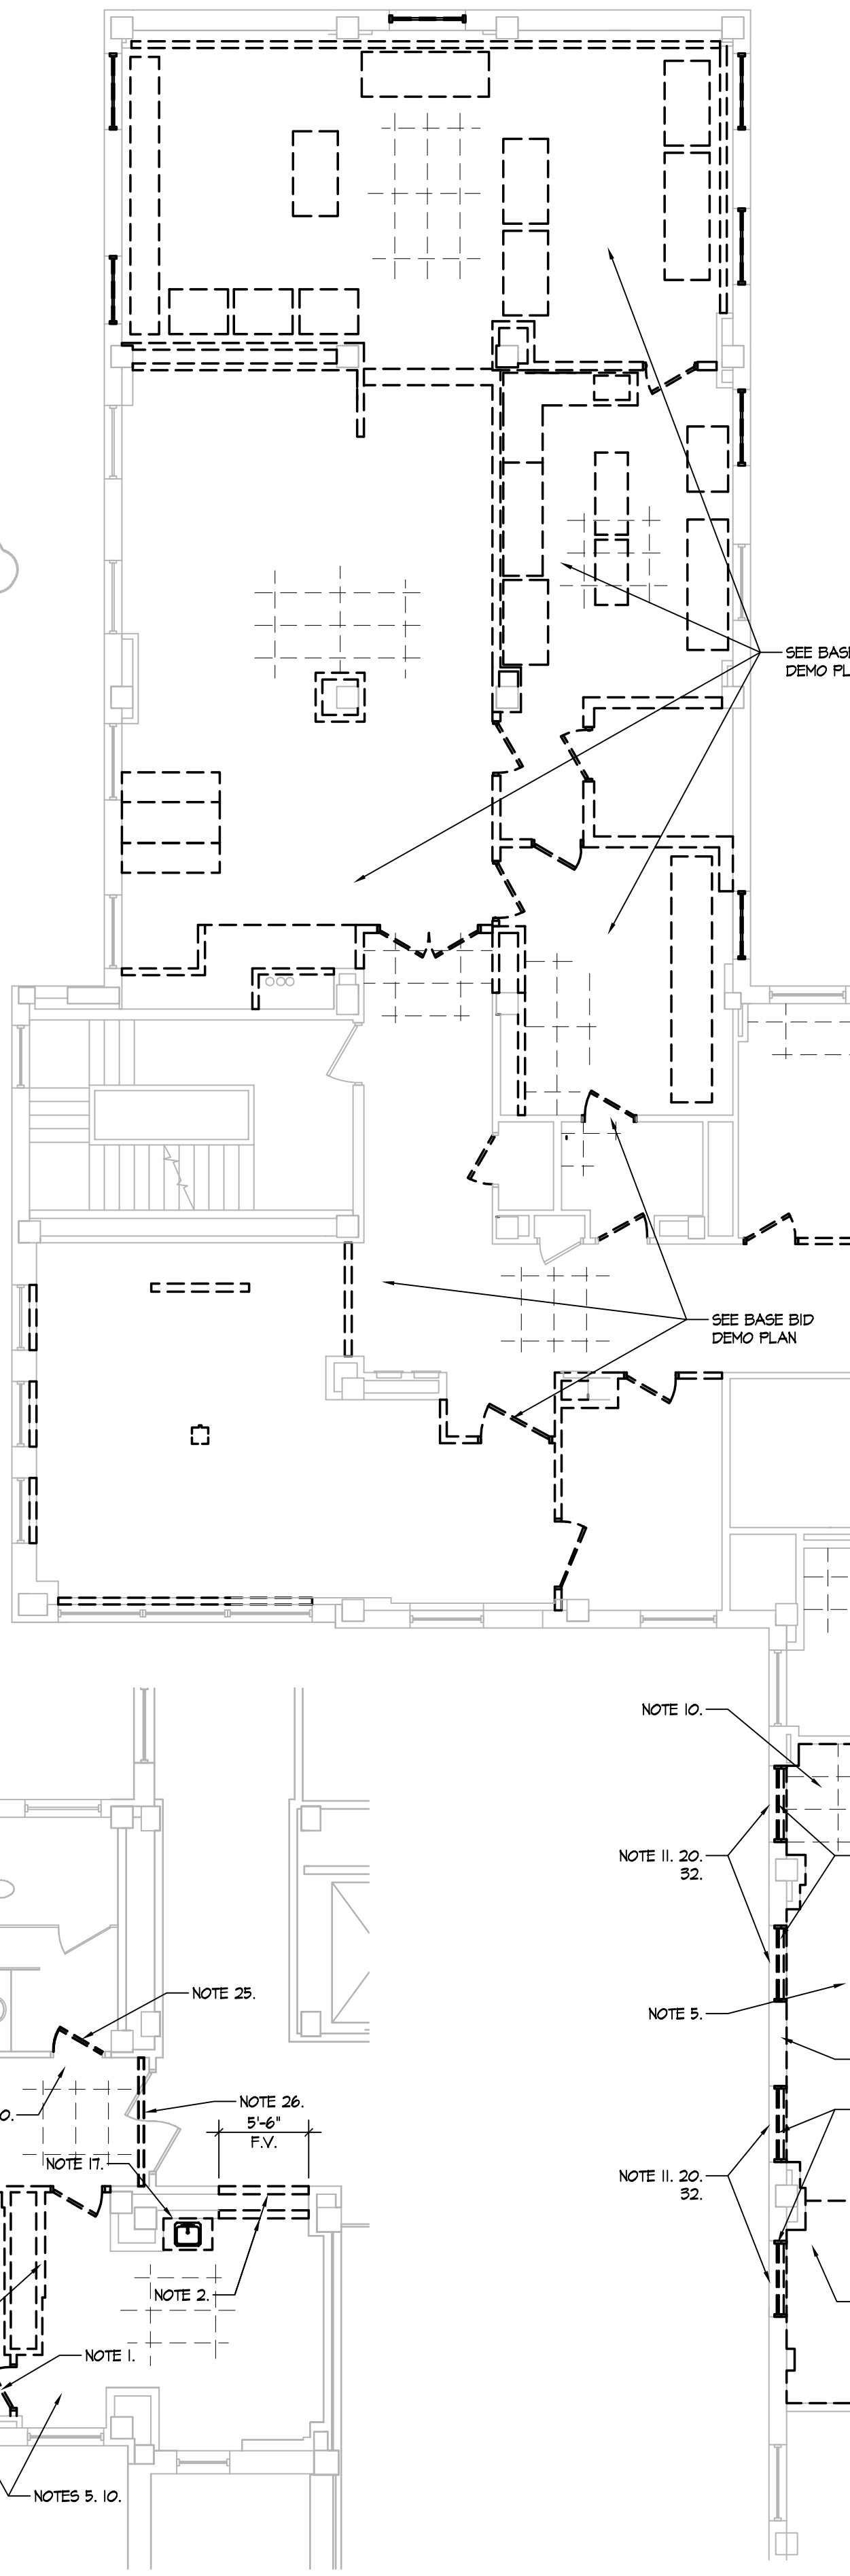 SEE BASE
DEMO PL
SEE BASE BID
DEMO PLAN
NOTE 10.
NOTE 11. 20.
32.
NOTE 25.
NOTE 5.
NOTE 26.
0.
5'-6"
F.V.
NOTE 17.
NOTE 11. 20.
32.
NOTE 2.
NOTE 1.
NOTES 5. 10.